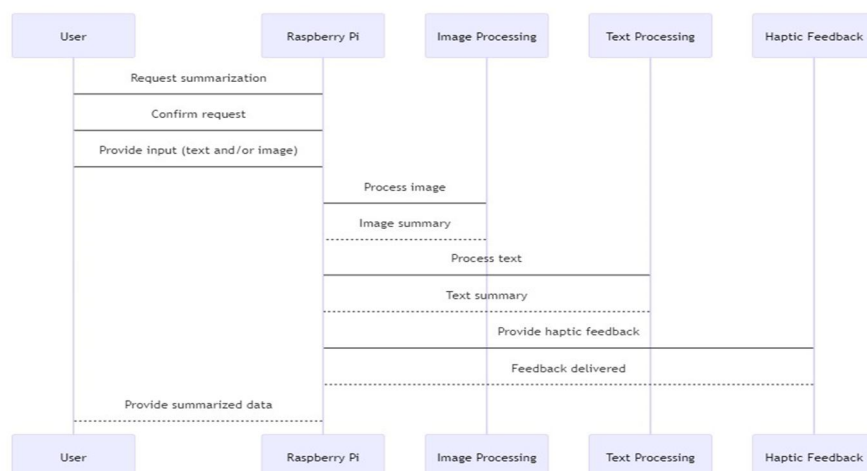 User Raspberry Pi Image Processing Text Processing Haptic Feedback
Request summarization
Confirm request
Provide input (text and/or image)
Process image
Image summary
Process text
Text summary
Provide haptic feedback
Feedback delivered
Provide summarized data
User Raspberry Pi Image Processing Text Processing Haptic Feedback